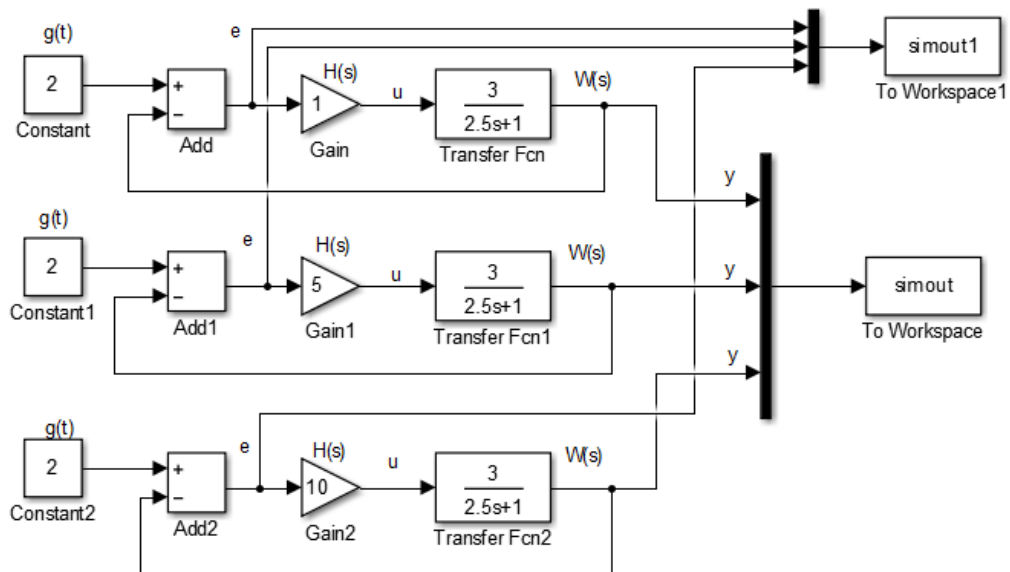 g(t)
2
Constant
+
−
Add
e
H(s)
1
Gain
u
3
2.5s+1
Transfer Fcn
W(s)
simout1
To Workspace1
y
g(t)
2
Constant1
+
−
Add1
e
H(s)
5
Gain1
u
3
2.5s+1
Transfer Fcn1
W(s)
y
simout
To Workspace
g(t)
2
Constant2
+
−
Add2
e
H(s)
10
Gain2
u
3
2.5s+1
Transfer Fcn2
W(s)
y